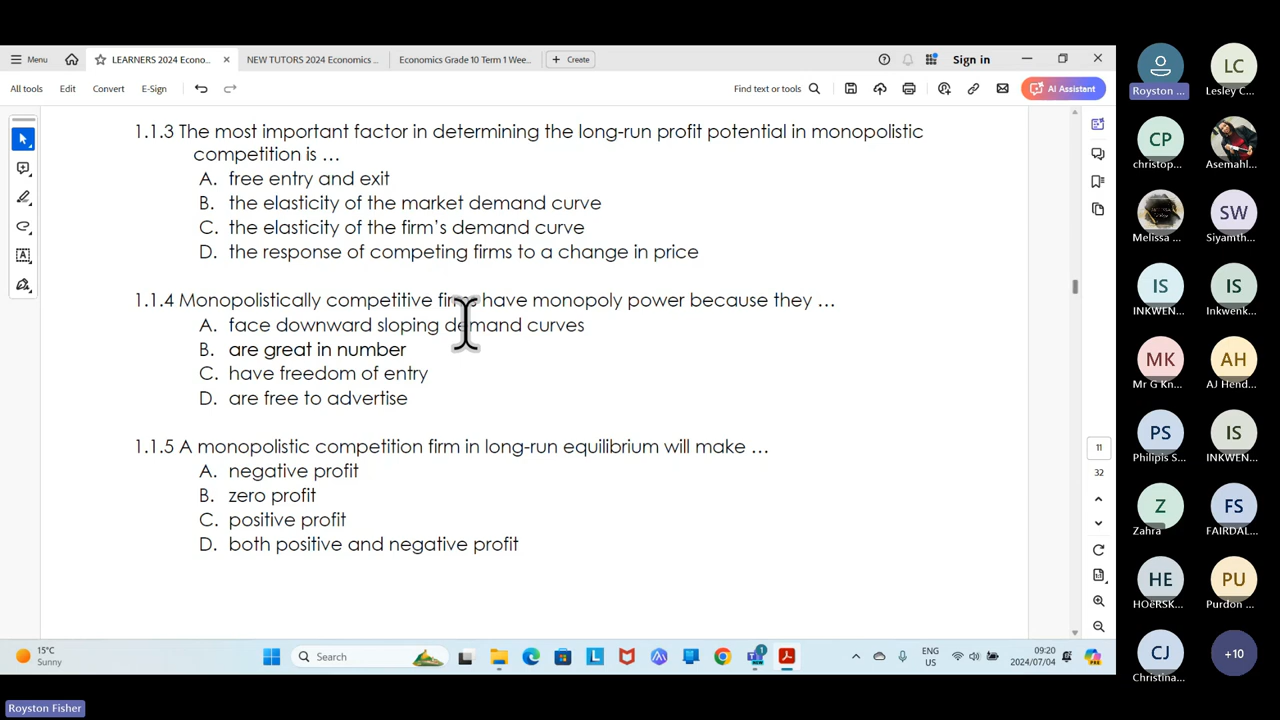 Menu
LEARNERS 2024 Econo...
NEW TUTORS 2024 Economics ...
Economics Grade 10 Term 1 Wee...
+ Create
Sign in
All tools
Edit
Convert
E-Sign
Find text or tools
AI Assistant
1.1.3 The most important factor in determining the long-run profit potential in monopolistic
competition is …
A. free entry and exit
B. the elasticity of the market demand curve
C. the elasticity of the firm's demand curve
D. the response of competing firms to a change in price
1.1.4 Monopolistically competitive firms have monopoly power because they …
A. face downward sloping demand curves
B. are great in number
C. have freedom of entry
D. are free to advertise
1.1.5 A monopolistic competition firm in long-run equilibrium will make …
A. negative profit
B. zero profit
C. positive profit
D. both positive and negative profit
11
32
15°C
Sunny
Search
ENG
US
09:20
2024/07/04
Royston ...
LC
Lesley C...
CP
christop...
Asemahl...
Melissa ...
SW
Siyamth...
IS
INKWEN...
IS
Inkwenk...
MK
Mr G Kn...
AH
AJ Hend...
PS
Philipis S...
IS
INKWEN...
Z
Zahra
FS
FAIRDAL...
HE
HOërSK...
PU
Purdon ...
CJ
Christina...
+10
Royston Fisher